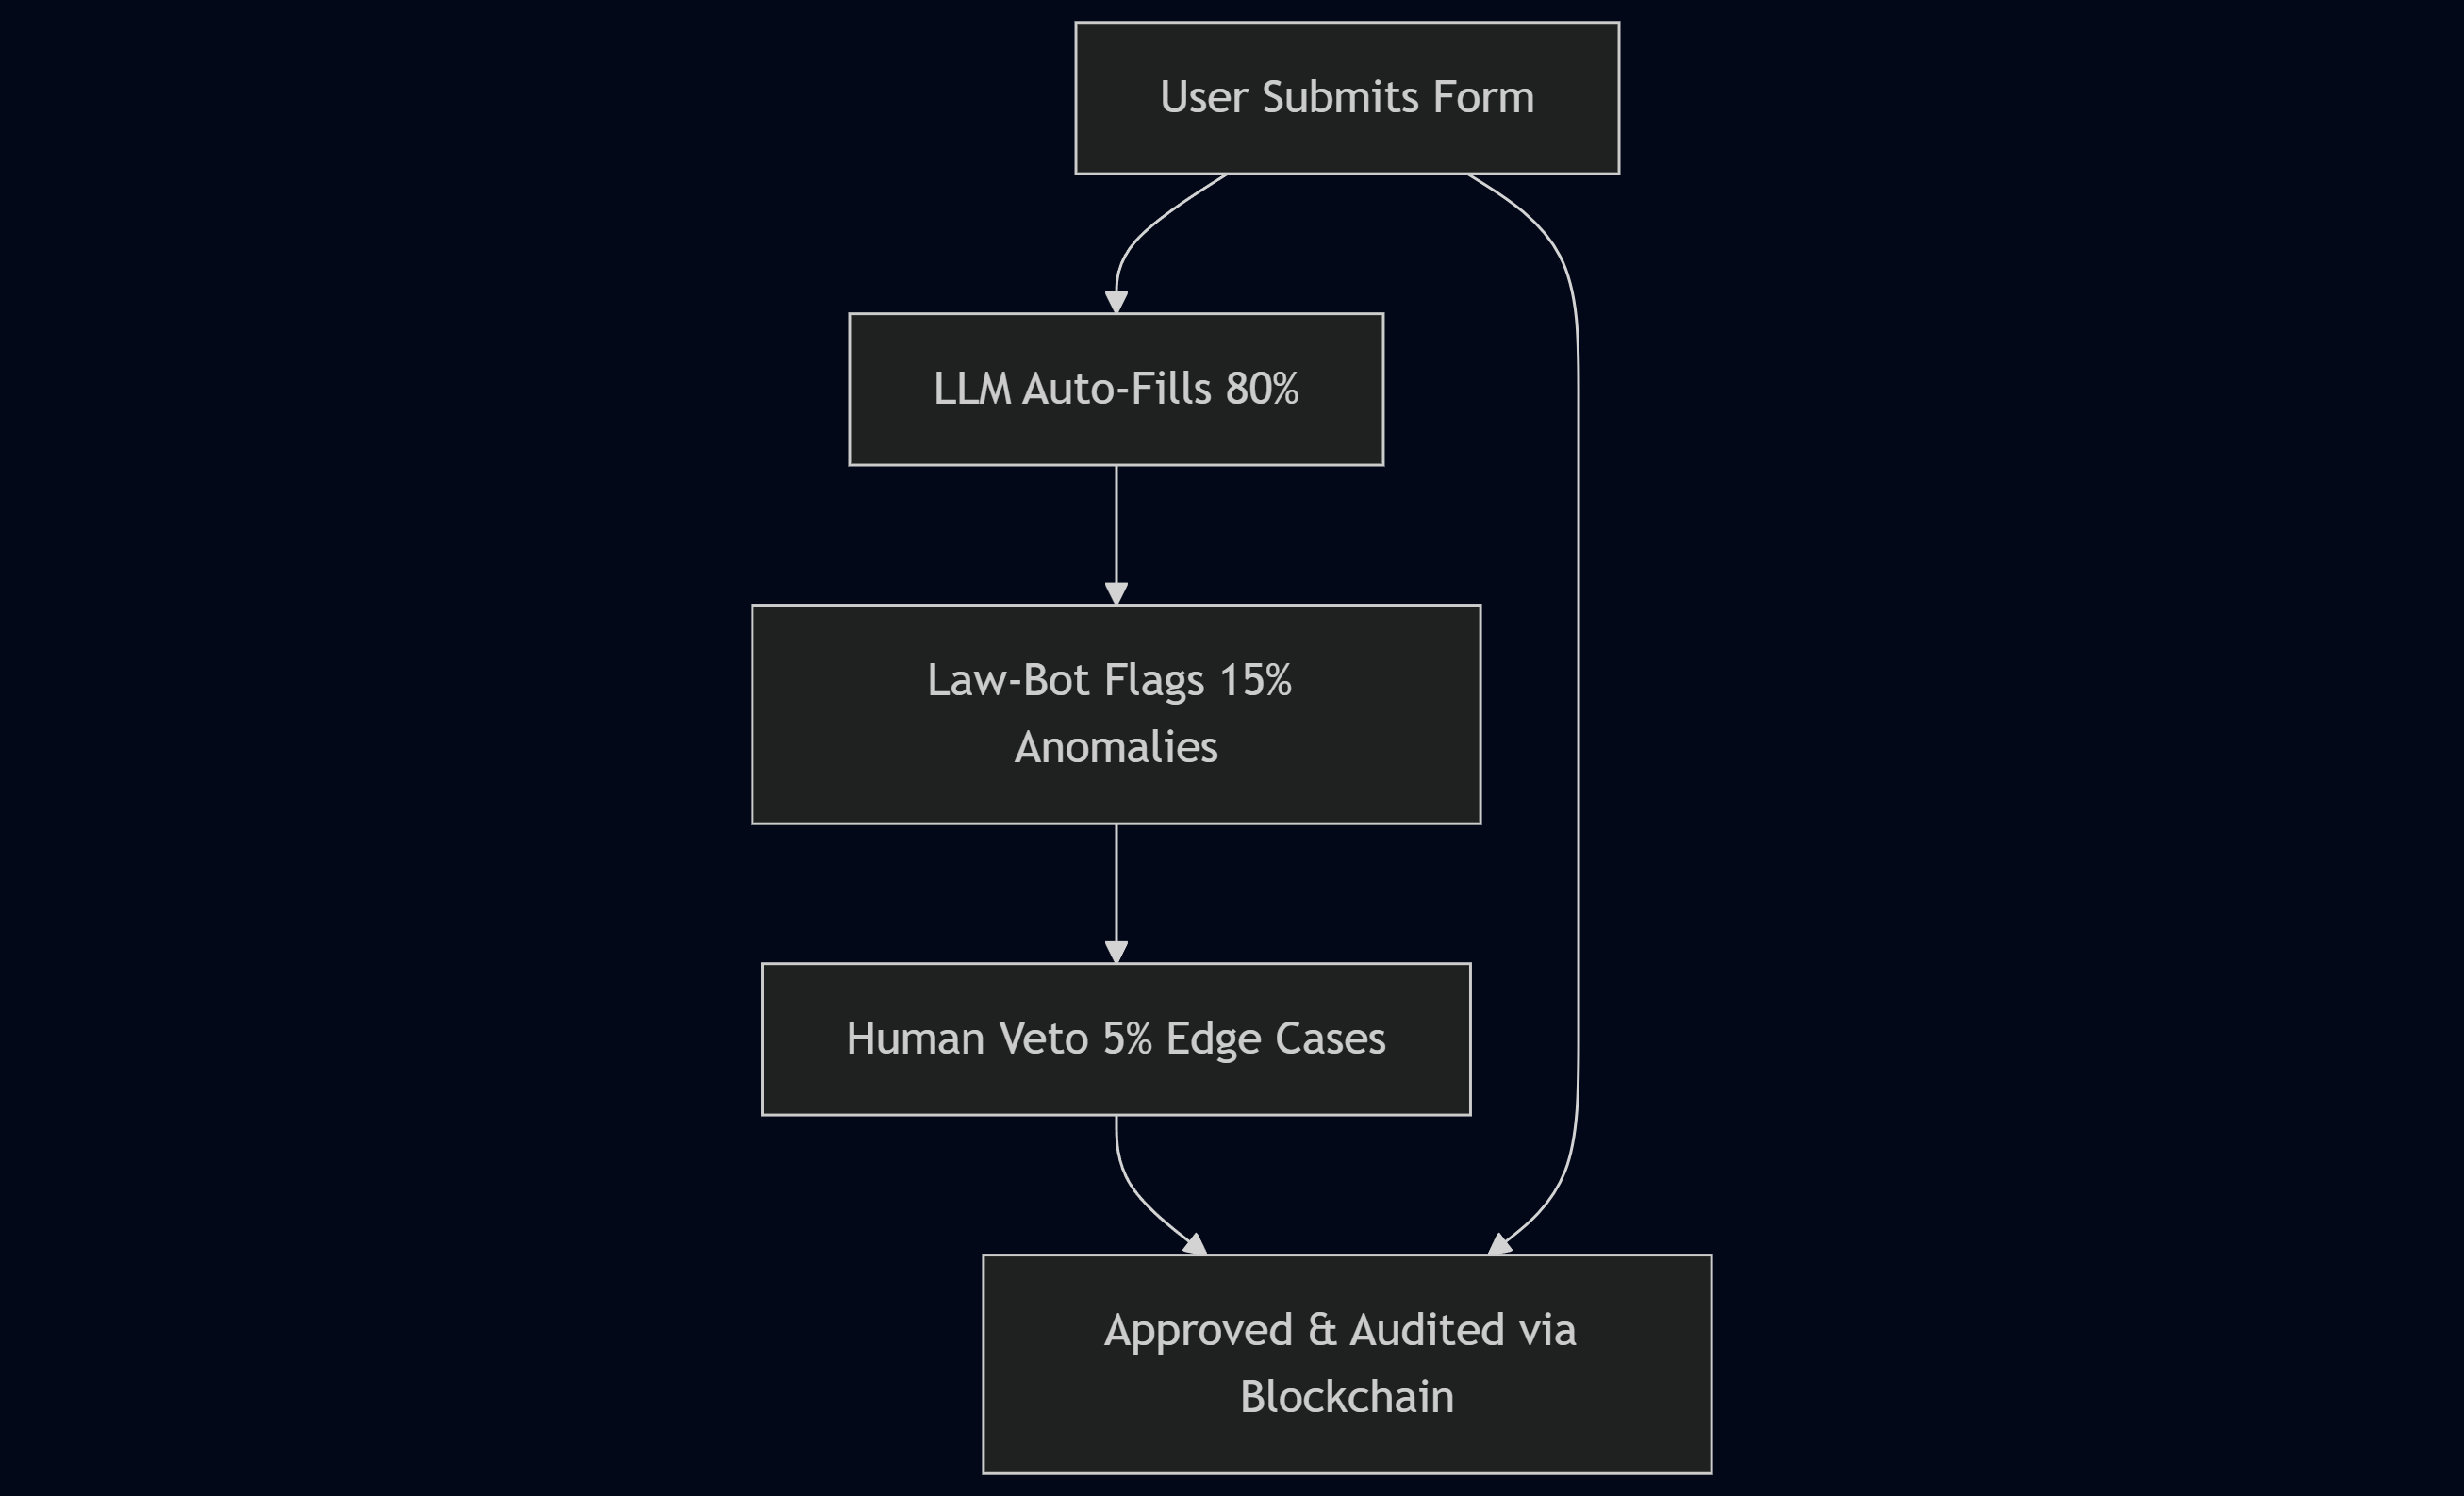 User Submits Form
LLM Auto-Fills 80%
Law-Bot Flags 15%
Anomalies
Human Veto 5% Edge Cases
Approved & Audited via
Blockchain